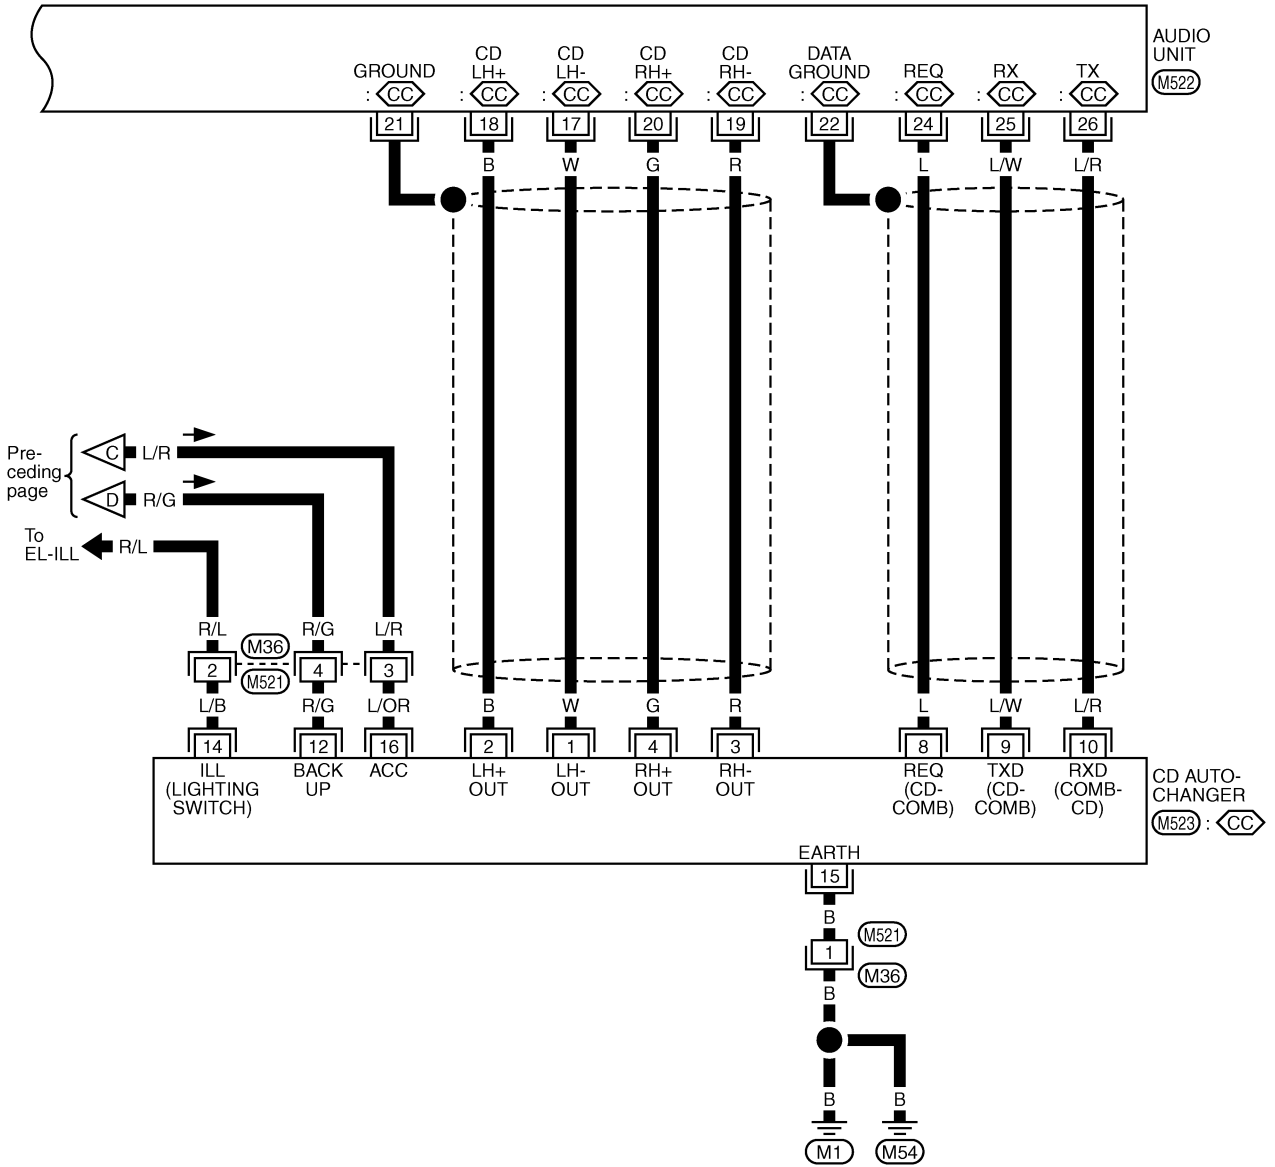 CD CD CD CD DATA
GROUND LH+ LH- RH+ RH- GROUND REQ RX TX
: CC : CC : CC : CC : CC : CC : CC : CC : CC
AUDIO
UNIT
M522
21 18 17 20 19 22 24 25 26
B W G R L L/W L/R
Pre-
ceding
page
C L/R
D R/G
To
EL-ILL
R/L
R/L R/G L/R
M36
2 4 3
M521
L/B R/G L/OR B W G R L L/W L/R
14 12 16 2 1 4 3 8 9 10
ILL BACK ACC LH+ LH- RH+ RH- REQ TXD RXD
(LIGHTING UP OUT OUT OUT OUT (CD- (CD- (COMB-
SWITCH) COMB) COMB) CD)
CD AUTO-
CHANGER
M523 : CC
EARTH
15
B
M521
1
M36
B
B B
M1 M54